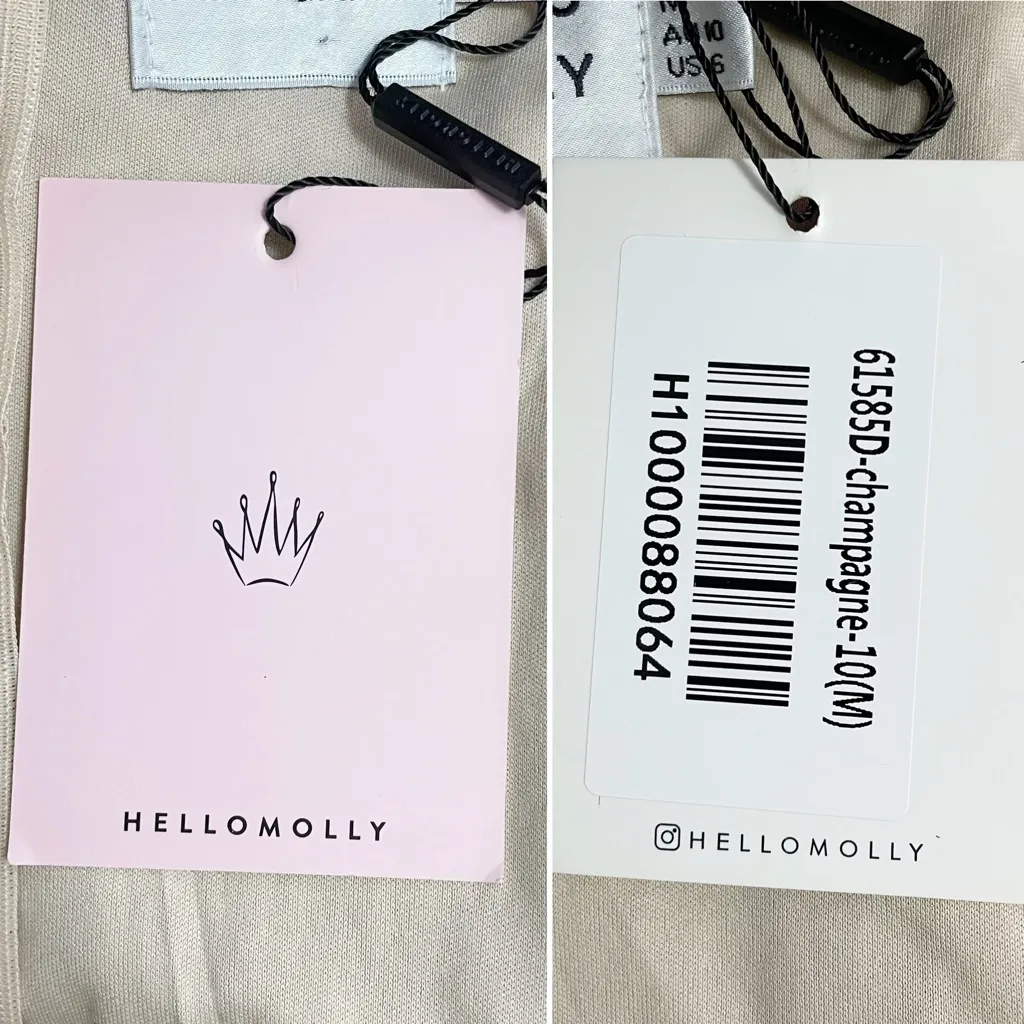 HELLOMOLLY
Y
M
AU 10
US 6
61585D-champagne-10(M)
H1000088064
HELLOMOLLY